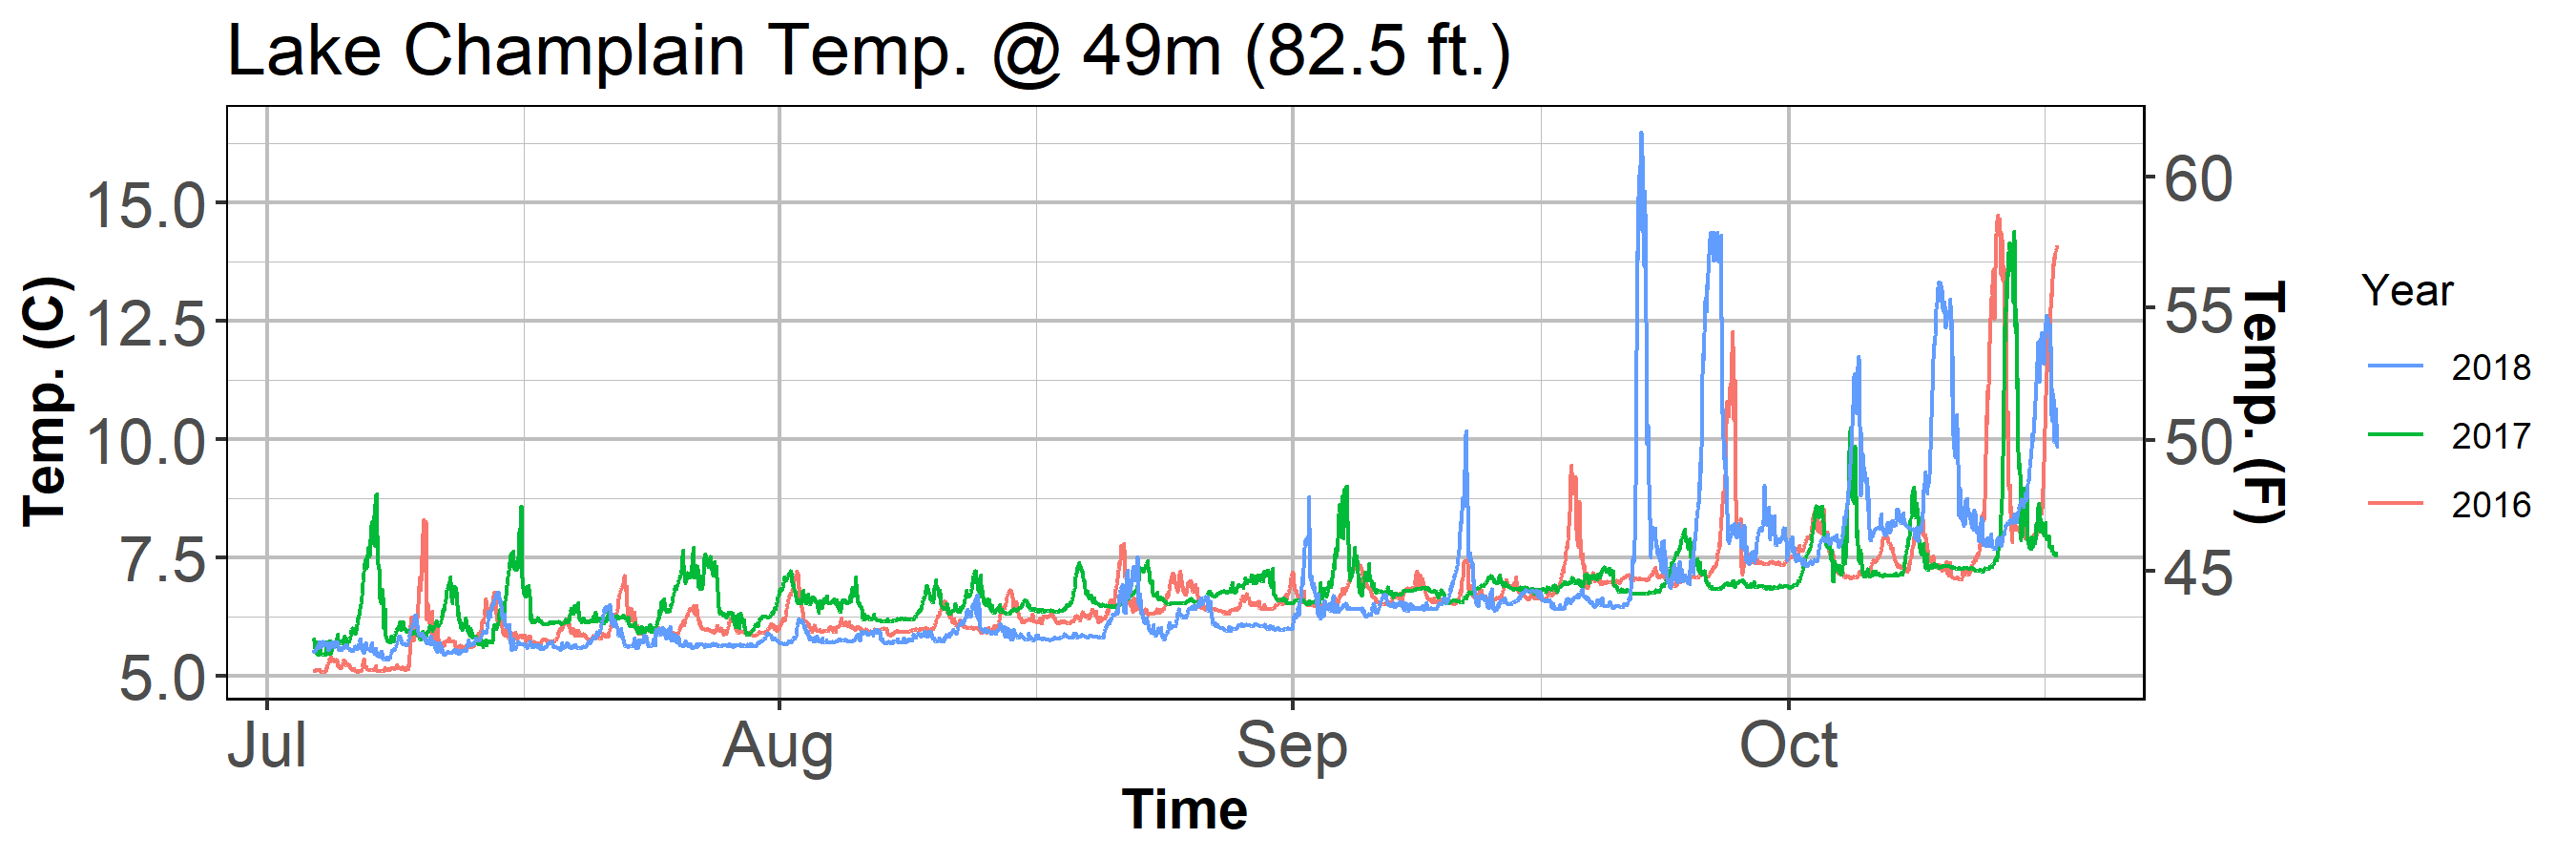 Lake Champlain Temp. @ 49m (82.5 ft.)
Temp. (C)
15.0
12.5
10.0
7.5
5.0
60
55
50
45
Temp. (F)
Jul Aug Sep Oct
Time
Year
2018
2017
2016